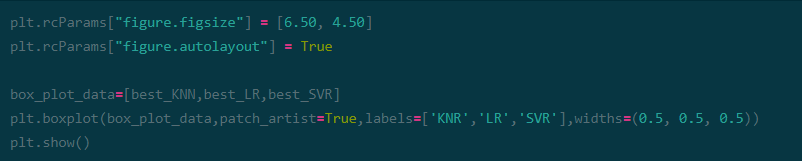 plt.rcParams["figure.figsize"] = [6.50, 4.50]
plt.rcParams["figure.autolayout"] = True
box_plot_data=[best_KNN,best_LR,best_SVR]
plt.boxplot(box_plot_data,patch_artist=True,labels=['KNR','LR','SVR'],widths=(0.5, 0.5, 0.5))
plt.show()